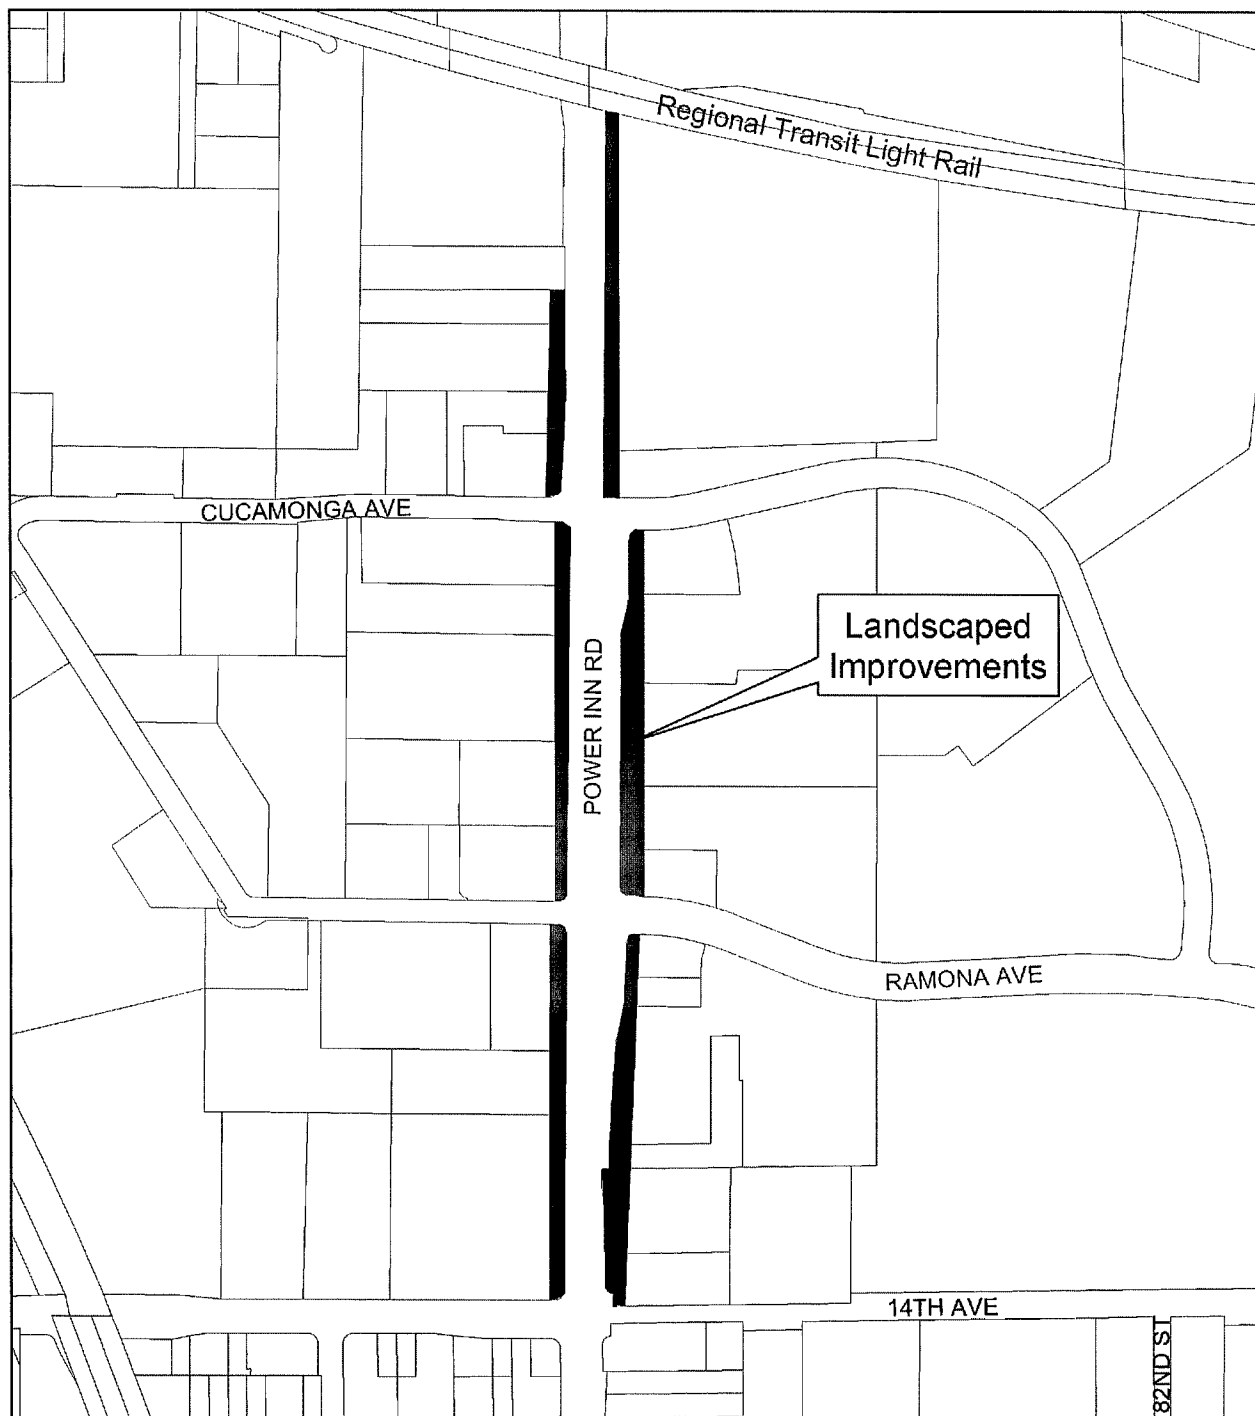 Regional Transit Light Rail
CUCAMONGA AVE
Landscaped
Improvements
POWER INN RD
RAMONA AVE
14TH AVE
82ND ST